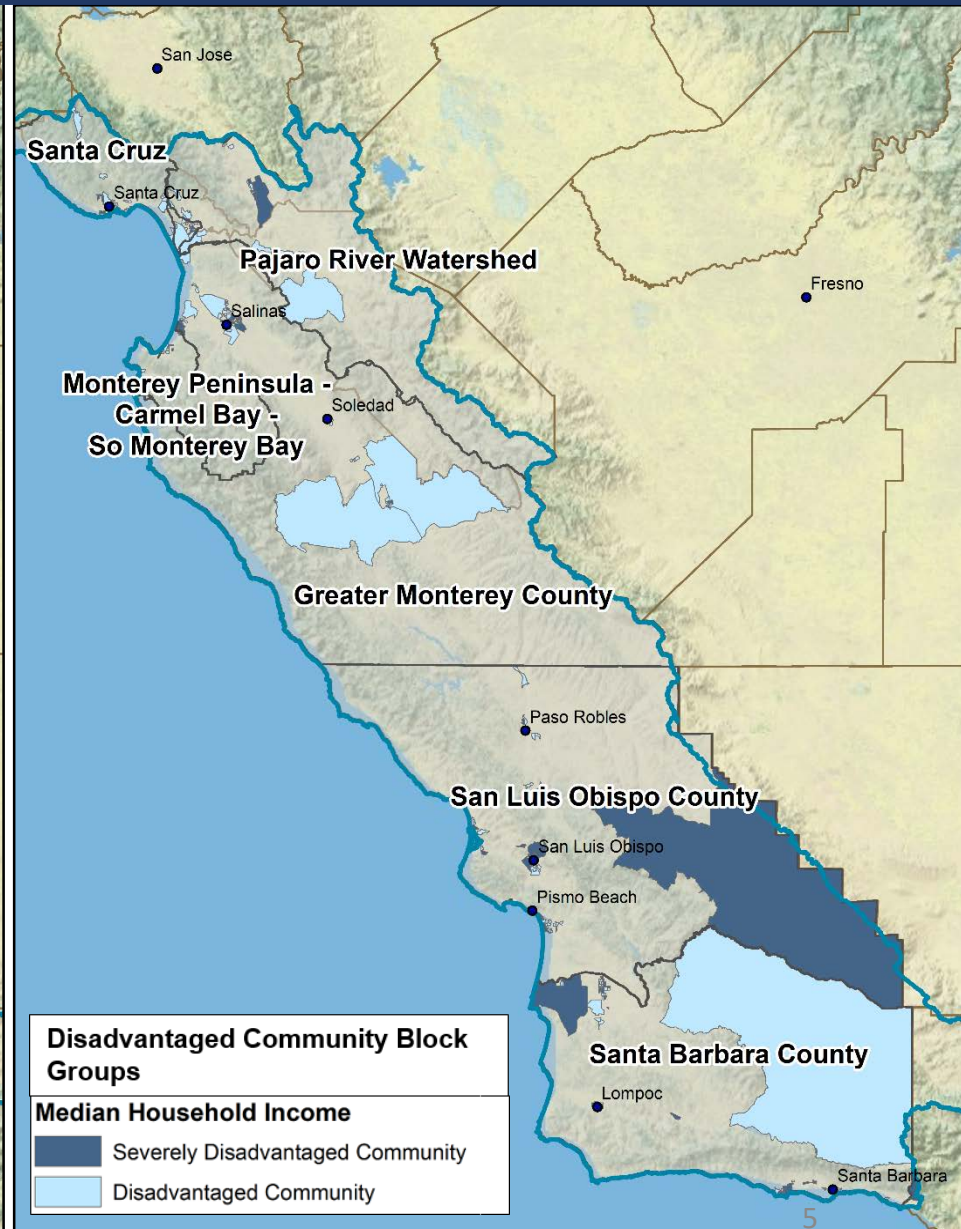 San Jose
Santa Cruz
Santa Cruz
Pajaro River Watershed
Fresno
Salinas
Monterey Peninsula -
Carmel Bay -
So Monterey Bay
Soledad
Greater Monterey County
Paso Robles
San Luis Obispo County
San Luis Obispo
Pismo Beach
Disadvantaged Community Block
Groups
Median Household Income
Severely Disadvantaged Community
Disadvantaged Community
Santa Barbara County
Lompoc
Santa Barbara
5